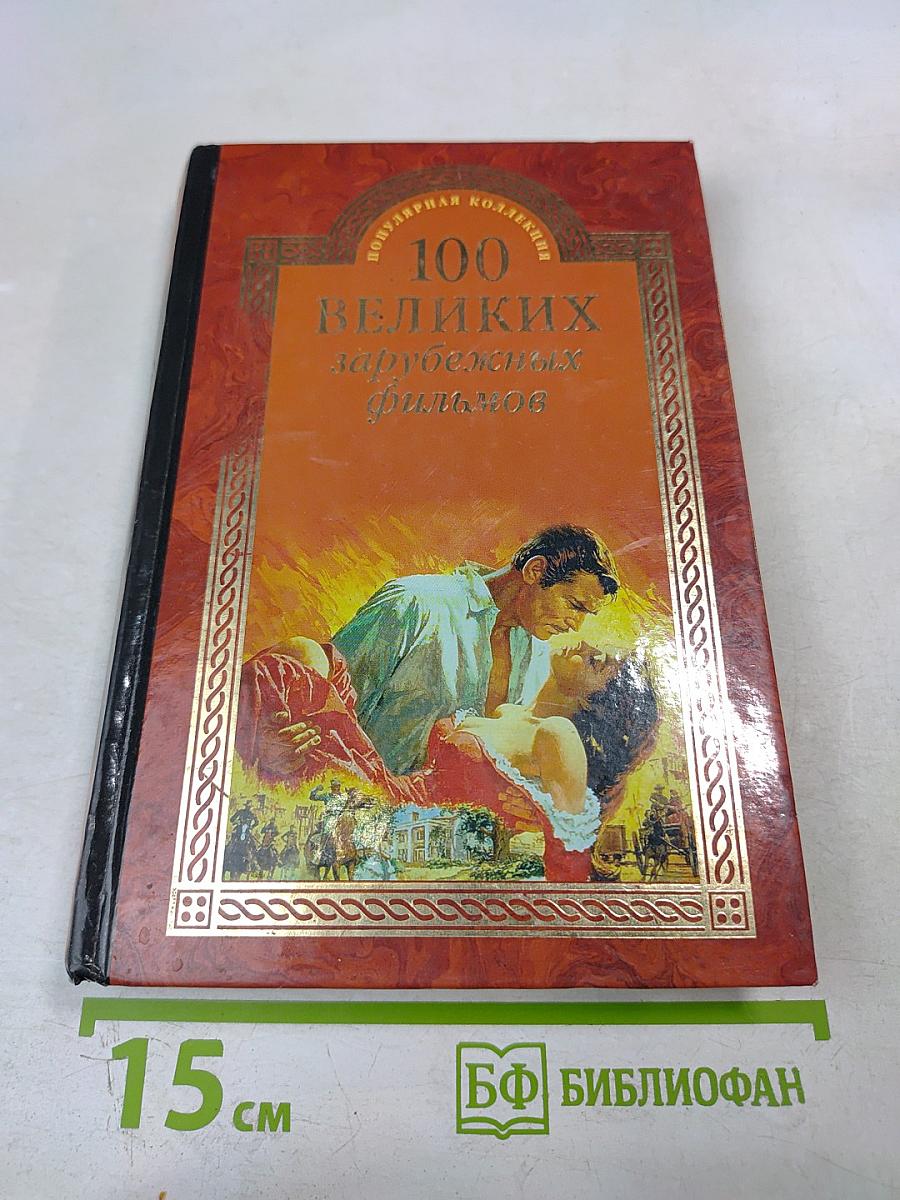 ПОПУЛЯРНАЯ КОЛЛЕКЦИЯ
100
ВЕЛИКИХ
зарубежных
фильмов
15 см
БФ БИБЛИОФАН